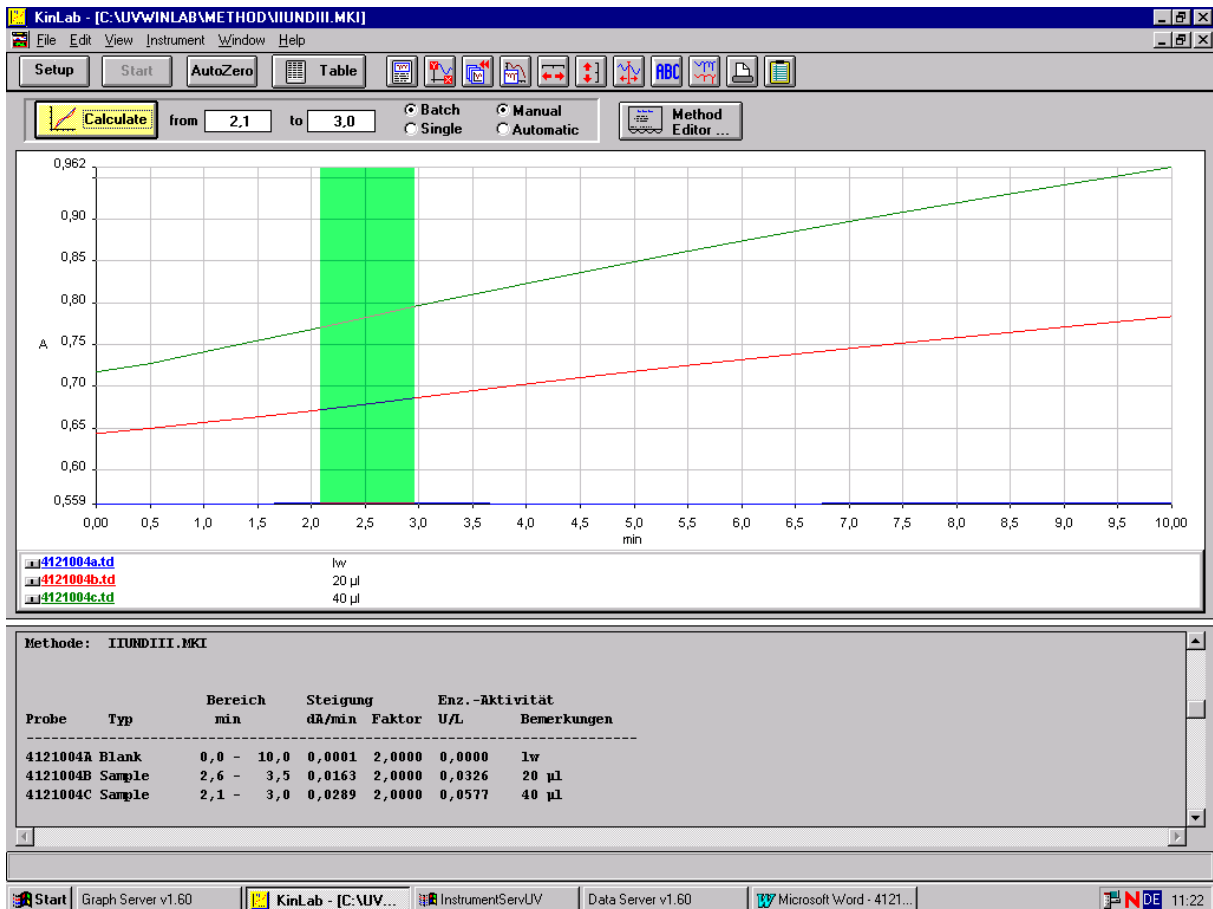 KinLab - [C:\UVWINLAB\METHOD\IIUNDIII.MKI]
File Edit View Instrument Window Help
Setup Start AutoZero Table ABC
Calculate from 2,1 to 3,0 Batch Single Manual Automatic Method Editor ...
0,962
0,90
0,85
0,80
A 0,75
0,70
0,65
0,60
0,559
0,00 0,5 1,0 1,5 2,0 2,5 3,0 3,5 4,0 4,5 5,0 5,5 6,0 6,5 7,0 7,5 8,0 8,5 9,0 9,5 10,00
min
4121004a.td lw
4121004b.td 20 µl
4121004c.td 40 µl
Methode: IIUNDIII.MKI
Bereich Steigung Enz.-Aktivität
Probe Typ min dA/min Faktor U/L Bemerkungen
4121004A Blank 0,0 - 10,0 0,0001 2,0000 0,0000 lw
4121004B Sample 2,6 - 3,5 0,0163 2,0000 0,0326 20 µl
4121004C Sample 2,1 - 3,0 0,0289 2,0000 0,0577 40 µl
Start Graph Server v1.60 KinLab - [C:\UV... InstrumentServUV Data Server v1.60 Microsoft Word - 4121... N DE 11:22